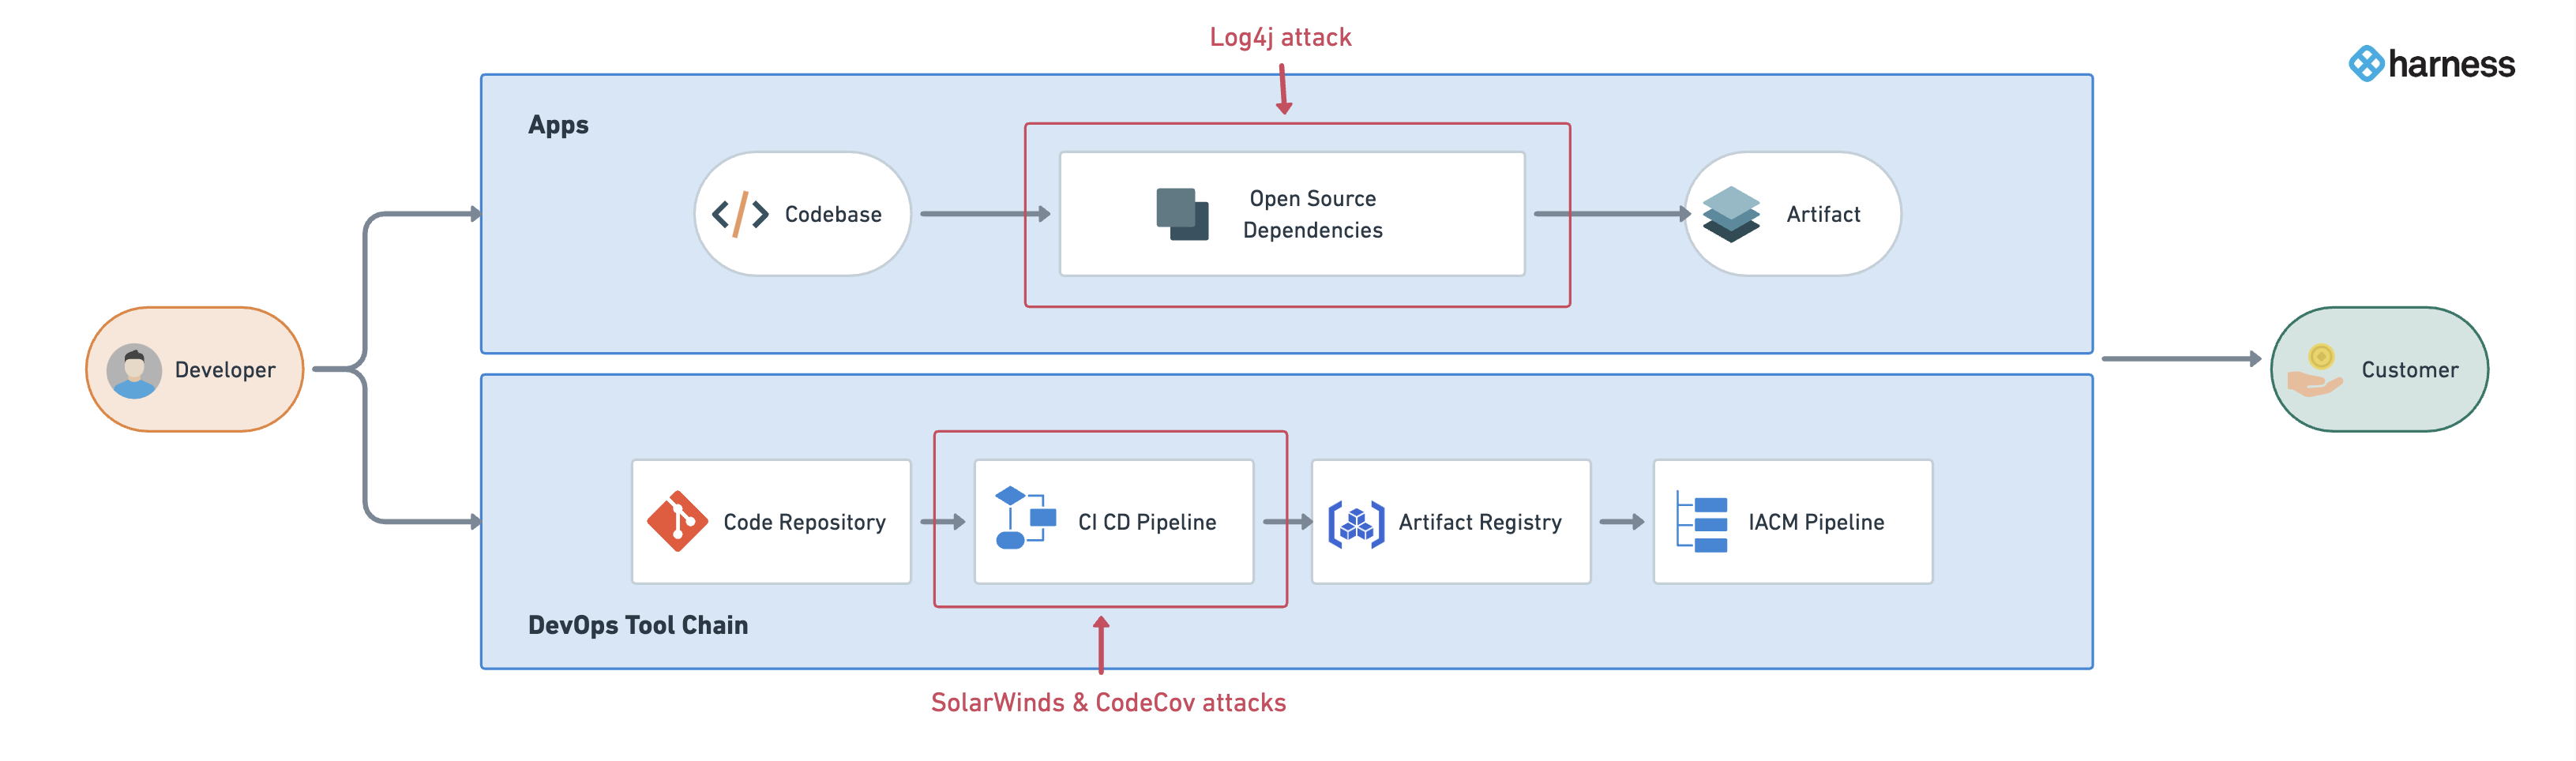 Log4j attack
harness
Apps
Codebase
Open Source
Dependencies
Artifact
Developer
Customer
Code Repository
CI CD Pipeline
Artifact Registry
IACM Pipeline
DevOps Tool Chain
SolarWinds & CodeCov attacks